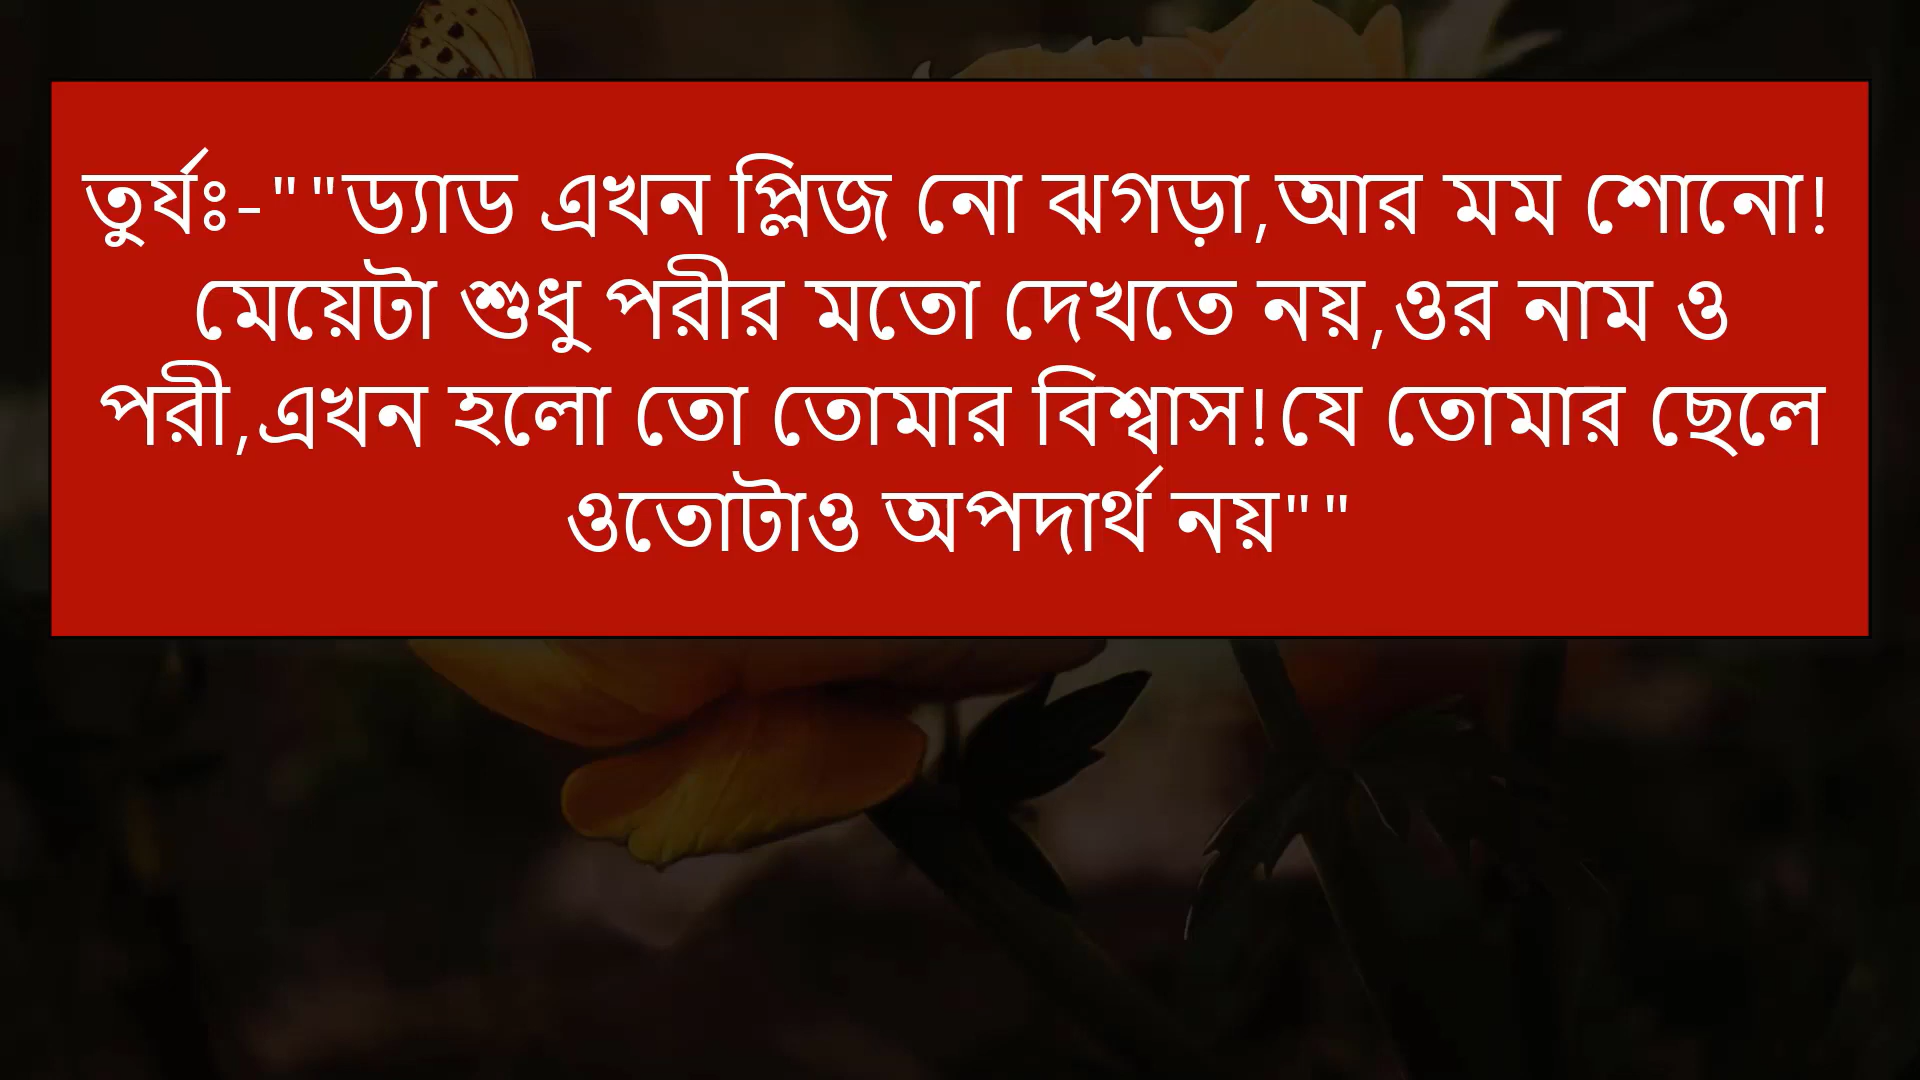 তুর্যঃ-""ড্যাড এখন প্লিজ নো ঝগড়া,আর মম শোনো!
মেয়েটা শুধু পরীর মতো দেখতে নয়,ওর নাম ও
পরী,এখন হলো তো তোমার বিশ্বাস!যে তোমার ছেলে
ওতোটাও অপদার্থ নয়""